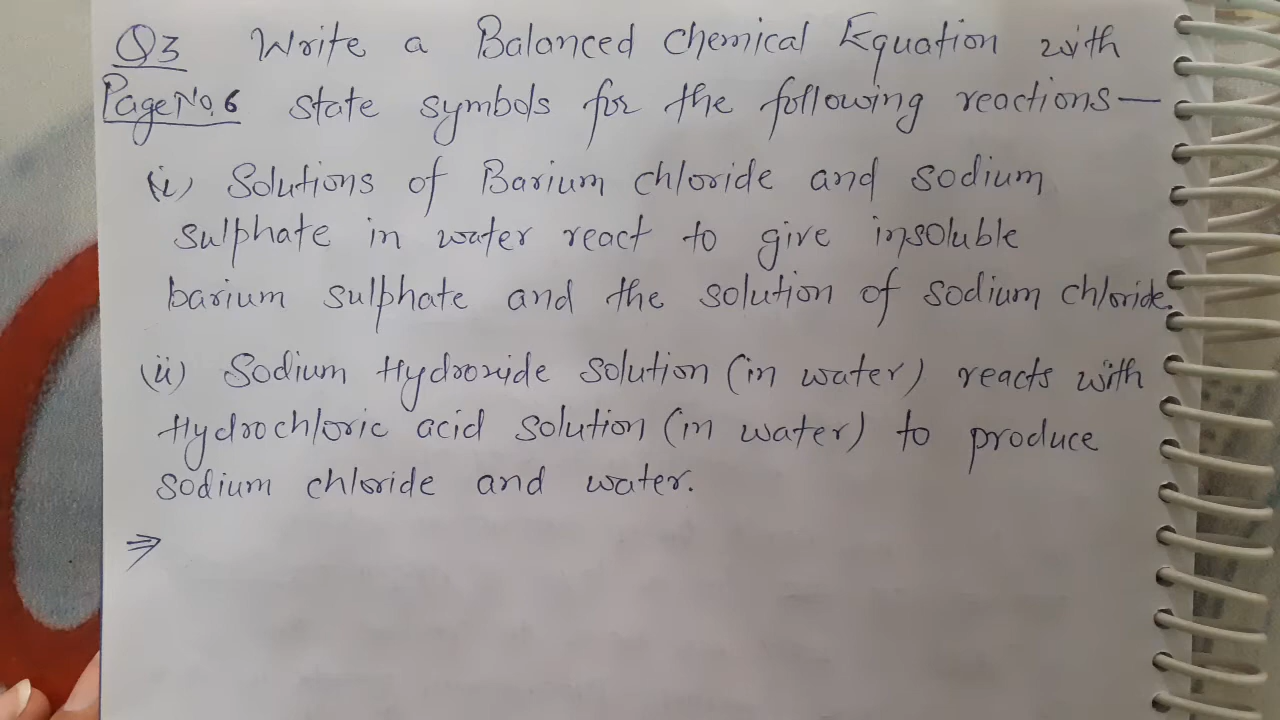 Q3 Write a Balanced Chemical Equation with
Page No. 6 state symbols for the following reactions—
(i) Solutions of Barium chloride and sodium
sulphate in water react to give insoluble
barium sulphate and the solution of sodium chloride.
(ii) Sodium Hydroxide solution (in water) reacts with
Hydrochloric acid solution (in water) to produce
sodium chloride and water.
⇒